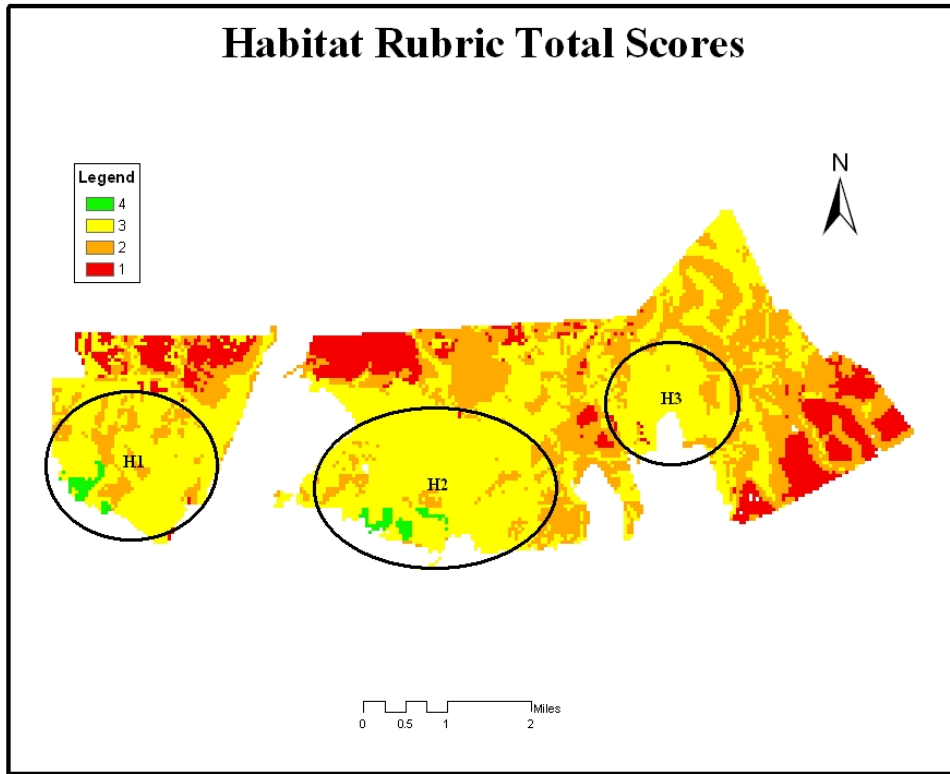 Habitat Rubric Total Scores
N
Legend
4
3
2
1
H1
H2
H3
Miles
0 0.5 1 2